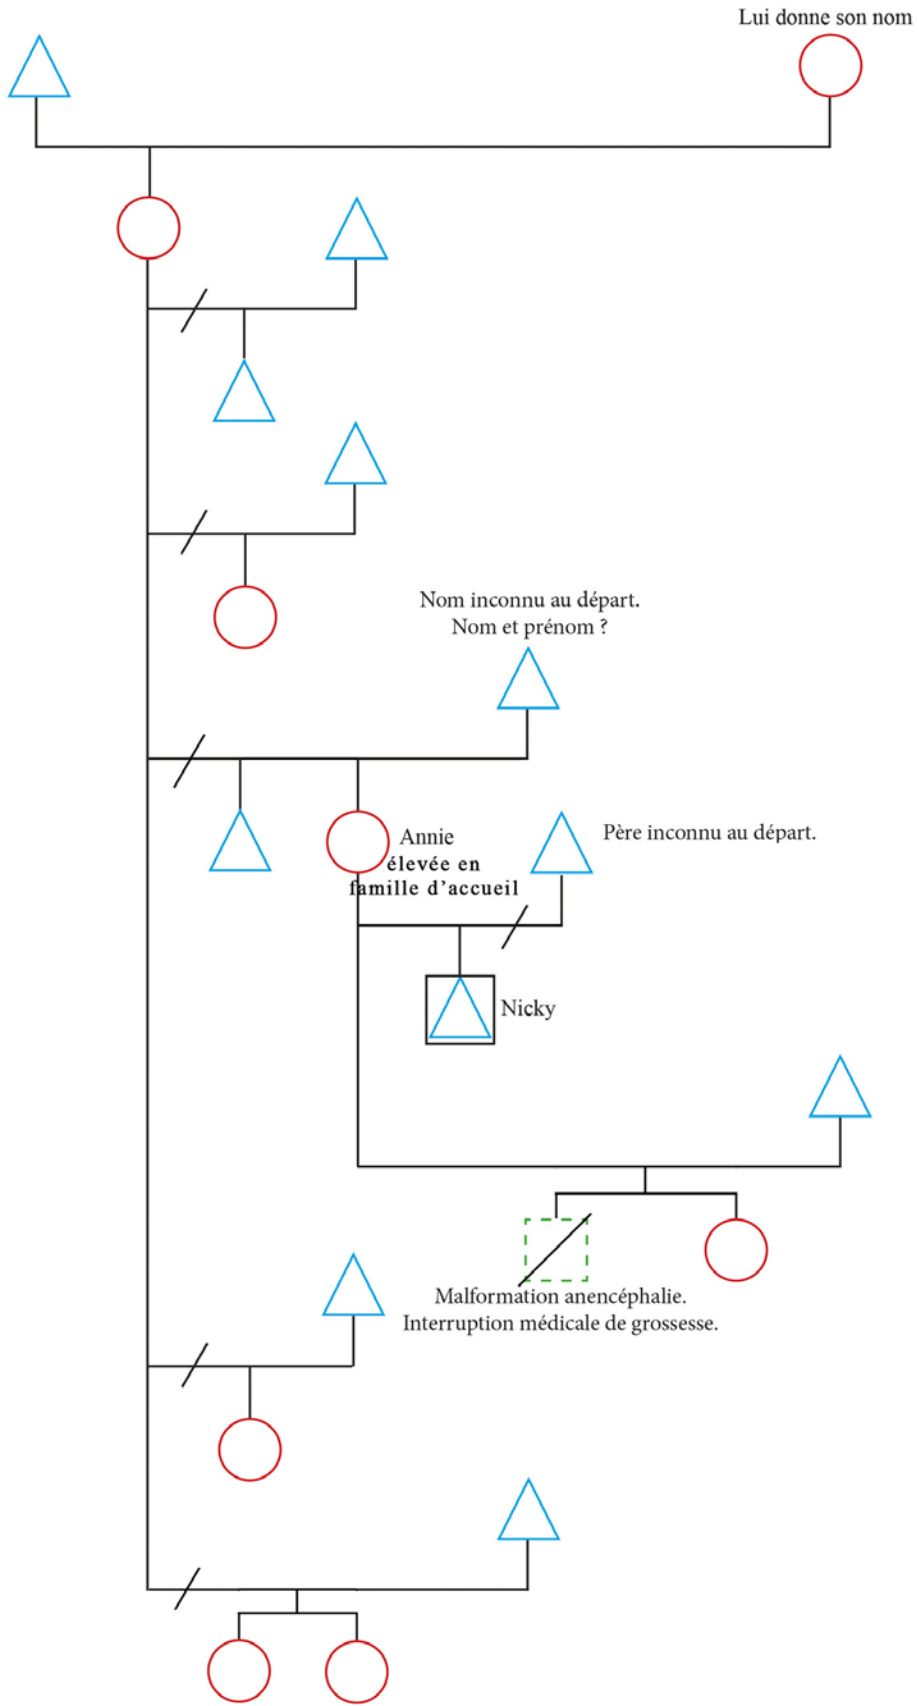 Lui donne son nom
Nom inconnu au départ.
Nom et prénom ?
Annie
élevée en
famille d’accueil
Père inconnu au départ.
Nicky
Malformation anencéphalie.
Interruption médicale de grossesse.